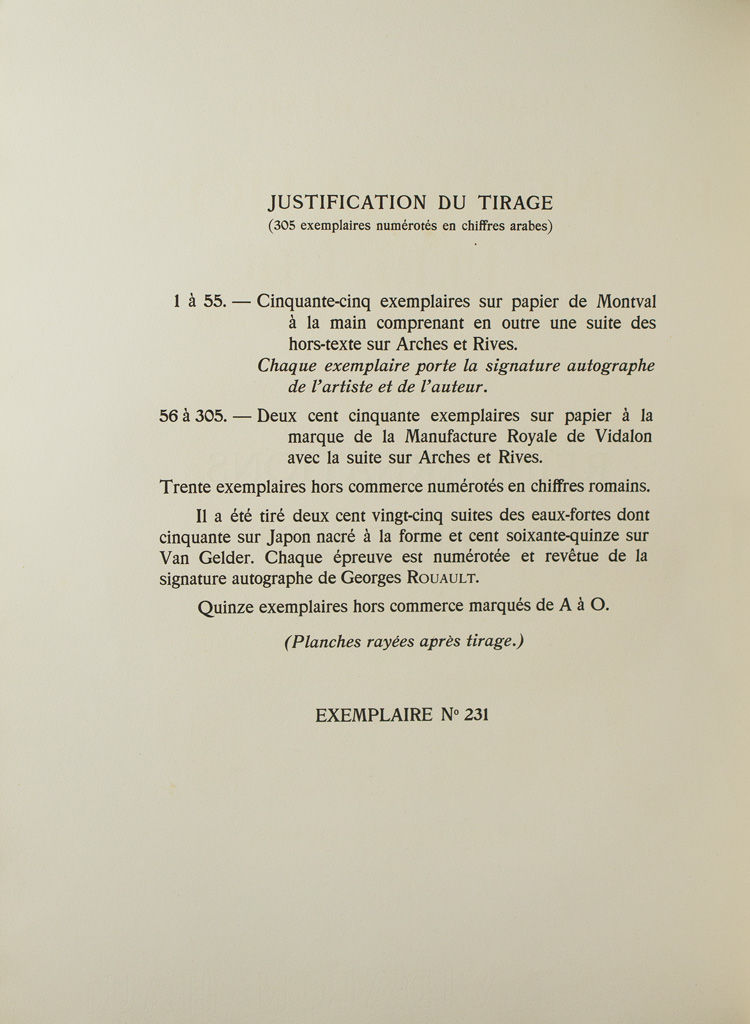 JUSTIFICATION DU TIRAGE
(305 exemplaires numérotés en chiffres arabes)
1 à 55. — Cinquante-cinq exemplaires sur papier de Montval
à la main comprenant en outre une suite des
hors-texte sur Arches et Rives.
Chaque exemplaire porte la signature autographe
de l'artiste et de l'auteur.
56 à 305. — Deux cent cinquante exemplaires sur papier à la
marque de la Manufacture Royale de Vidalon
avec la suite sur Arches et Rives.
Trente exemplaires hors commerce numérotés en chiffres romains.
Il a été tiré deux cent vingt-cinq suites des eaux-fortes dont
cinquante sur Japon nacré à la forme et cent soixante-quinze sur
Van Gelder. Chaque épreuve est numérotée et revêtue de la
signature autographe de Georges ROUAULT.
Quinze exemplaires hors commerce marqués de A à O.
(Planches rayées après tirage.)
EXEMPLAIRE Nº 231